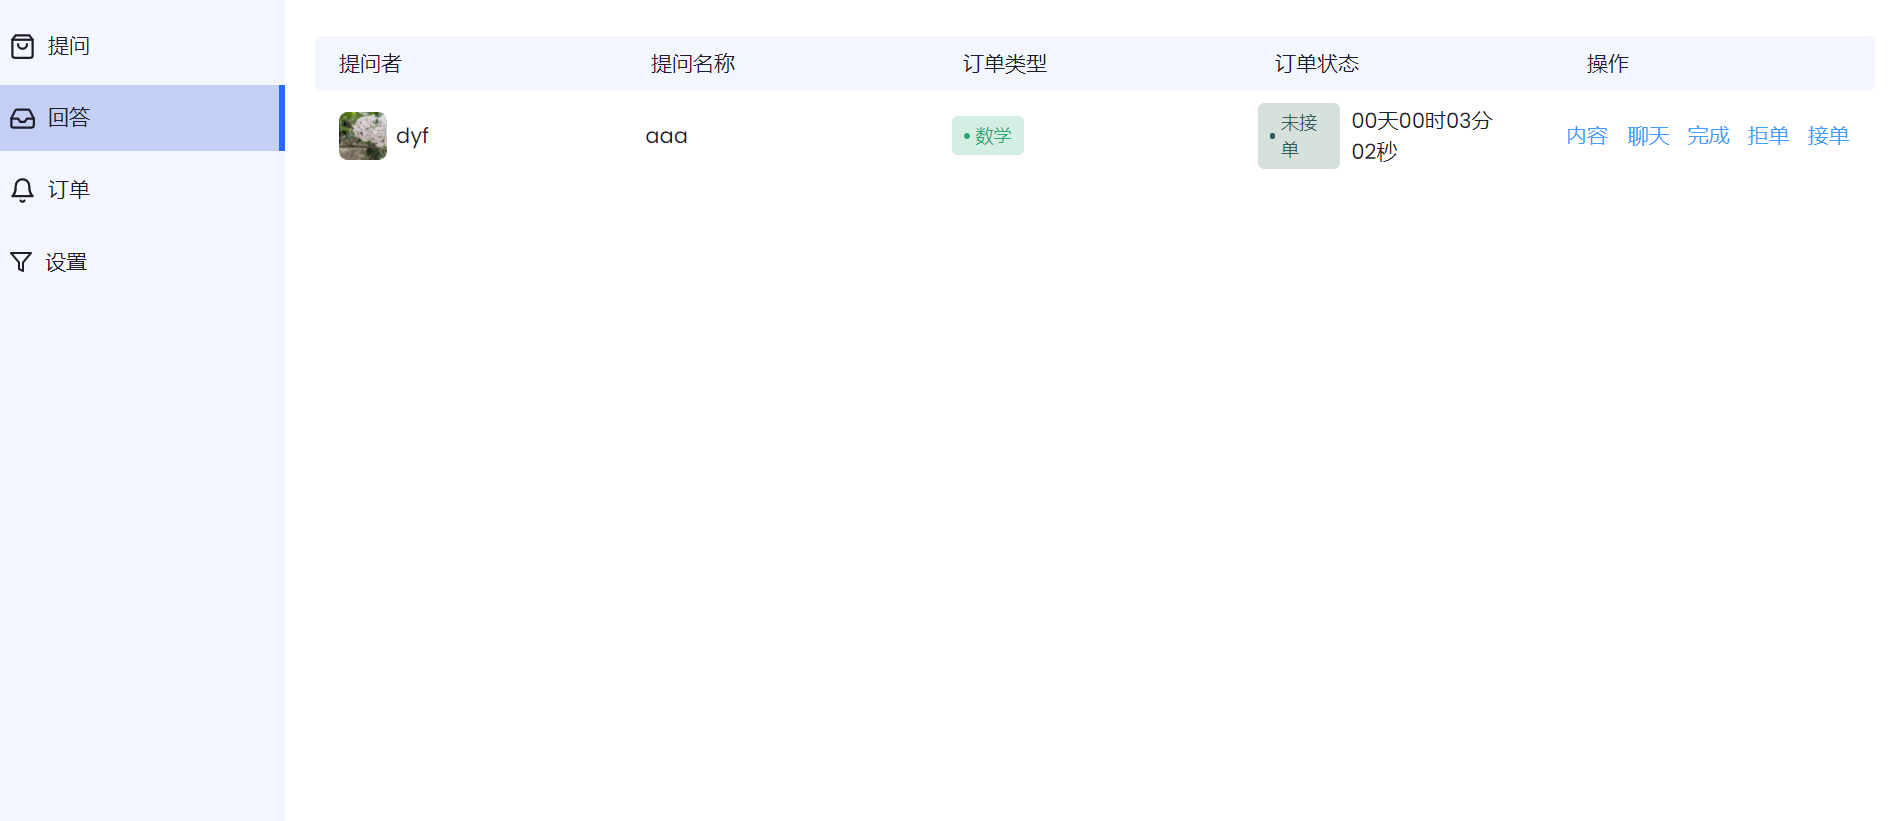 提问
回答
订单
设置
提问者 提问名称 订单类型 订单状态 操作
dyf aaa 数学 未接
单 00天00时03分
02秒 内容 聊天 完成 拒单 接单